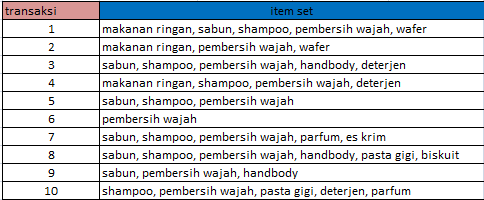 transaksi item set
1 makanan ringan, sabun, shampoo, pembersih wajah, wafer
2 makanan ringan, pembersih wajah, wafer
3 sabun, shampoo, pembersih wajah, handbody, deterjen
4 makanan ringan, shampoo, pembersih wajah, deterjen
5 sabun, shampoo, pembersih wajah
6 pembersih wajah
7 sabun, shampoo, pembersih wajah, parfum, es krim
8 sabun, shampoo, pembersih wajah, handbody, pasta gigi, biskuit
9 sabun, pembersih wajah, handbody
10 shampoo, pembersih wajah, pasta gigi, deterjen, parfum